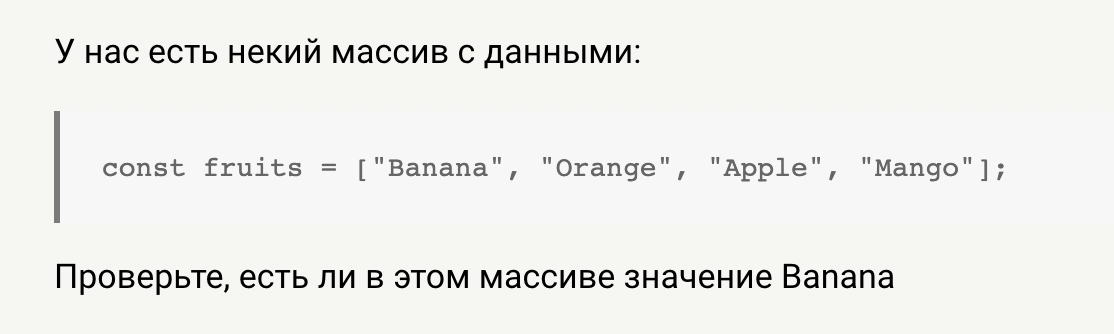 У нас есть некий массив с данными:
const fruits = ["Banana", "Orange", "Apple", "Mango"];
Проверьте, есть ли в этом массиве значение Banana